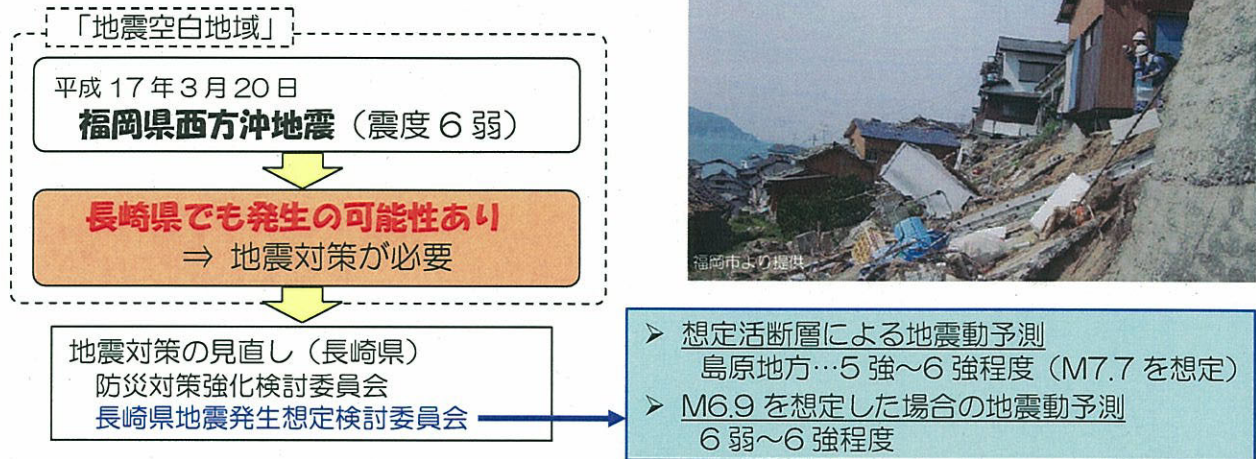 「地震空白地域」
平成17年3月20日
福岡県西方沖地震（震度6弱）
長崎県でも発生の可能性あり
⇒ 地震対策が必要
福岡市より提供
地震対策の見直し（長崎県）
防災対策強化検討委員会
長崎県地震発生想定検討委員会
➢ 想定活断層による地震動予測
島原地方…5強～6強程度（M7.7を想定）
➢ M6.9を想定した場合の地震動予測
6弱～6強程度